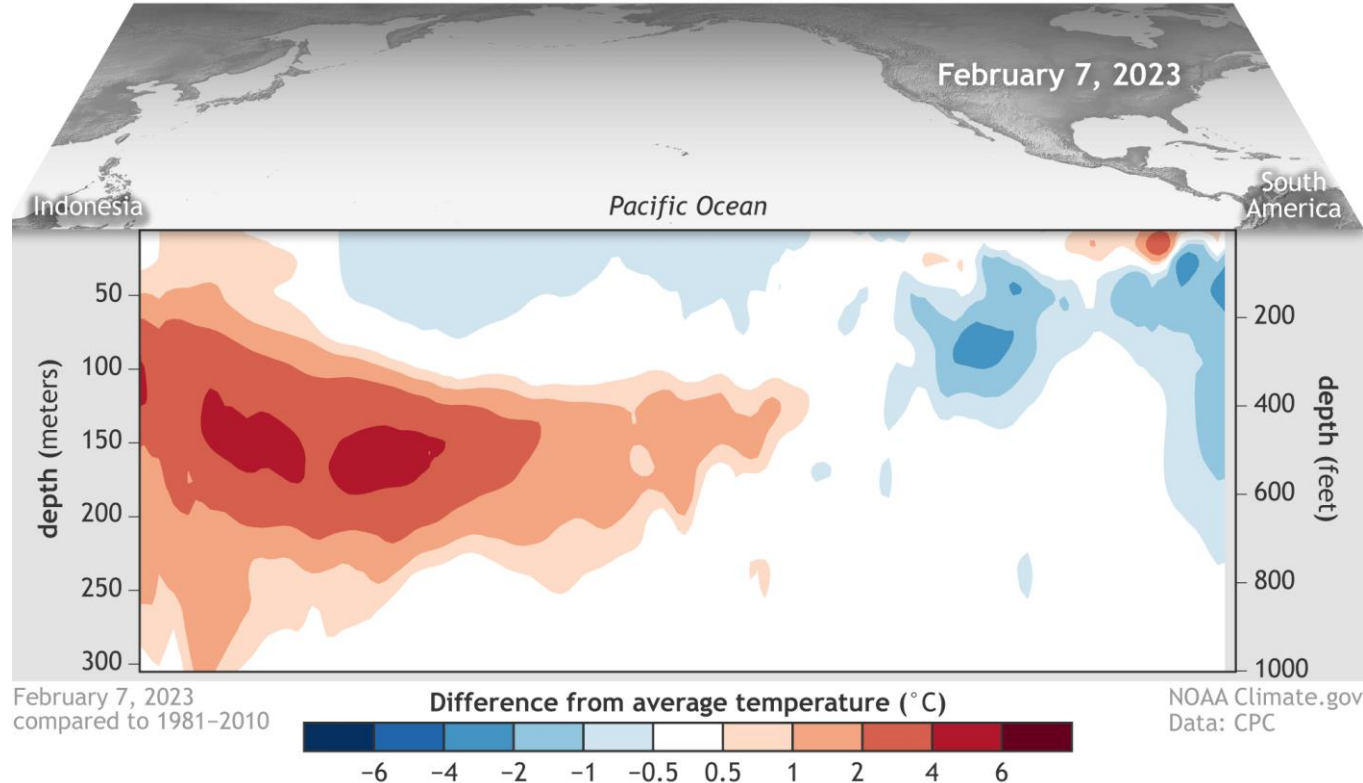 February 7, 2023
Indonesia
Pacific Ocean
South
America
depth (meters)
50
100
150
200
250
300
200
400
600
800
1000
depth (feet)
February 7, 2023
compared to 1981–2010
Difference from average temperature (°C)
−6 −4 −2 −1 −0.5 0.5 1 2 4 6
NOAA Climate.gov
Data: CPC